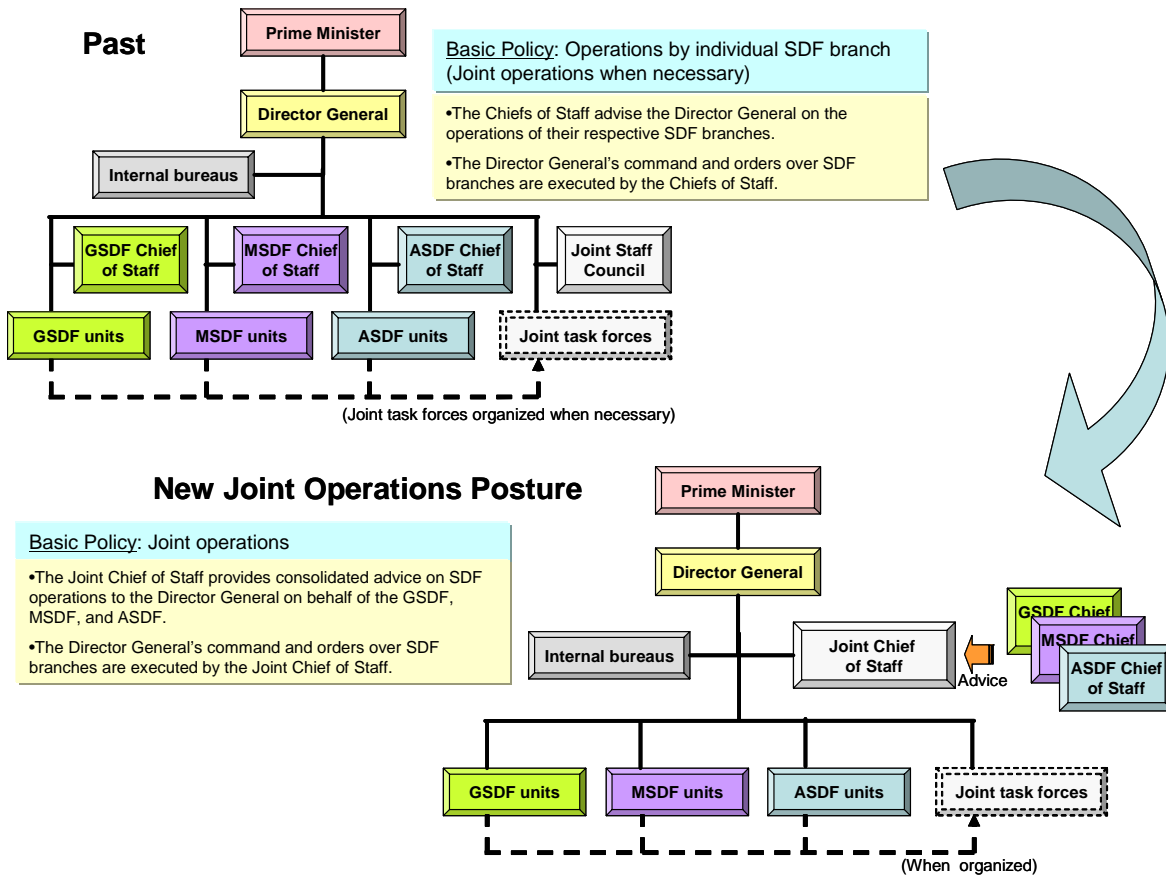 Past
Prime Minister
Basic Policy: Operations by individual SDF branch
(Joint operations when necessary)
Director General
•The Chiefs of Staff advise the Director General on the
operations of their respective SDF branches.
•The Director General's command and orders over SDF
branches are executed by the Chiefs of Staff.
Internal bureaus
GSDF Chief
of Staff
MSDF Chief
of Staff
ASDF Chief
of Staff
Joint Staff
Council
GSDF units
MSDF units
ASDF units
Joint task forces
(Joint task forces organized when necessary)
New Joint Operations Posture
Prime Minister
Basic Policy: Joint operations
•The Joint Chief of Staff provides consolidated advice on SDF
operations to the Director General on behalf of the GSDF,
MSDF, and ASDF.
•The Director General's command and orders over SDF
branches are executed by the Joint Chief of Staff.
Director General
Internal bureaus
Joint Chief
of Staff
Advice
GSDF Chief
MSDF Chief
ASDF Chief
of Staff
GSDF units
MSDF units
ASDF units
Joint task forces
(When organized)